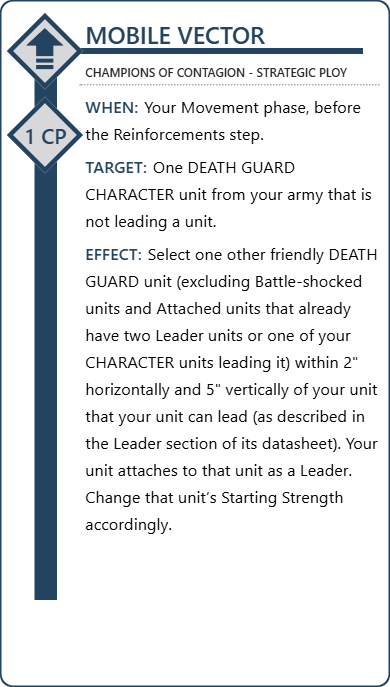 MOBILE VECTOR
CHAMPIONS OF CONTAGION - STRATEGIC PLOY
1 CP
WHEN: Your Movement phase, before
the Reinforcements step.
TARGET: One DEATH GUARD
CHARACTER unit from your army that is
not leading a unit.
EFFECT: Select one other friendly DEATH
GUARD unit (excluding Battle-shocked
units and Attached units that already
have two Leader units or one of your
CHARACTER units leading it) within 2"
horizontally and 5" vertically of your unit
that your unit can lead (as described in
the Leader section of its datasheet). Your
unit attaches to that unit as a Leader.
Change that unit’s Starting Strength
accordingly.